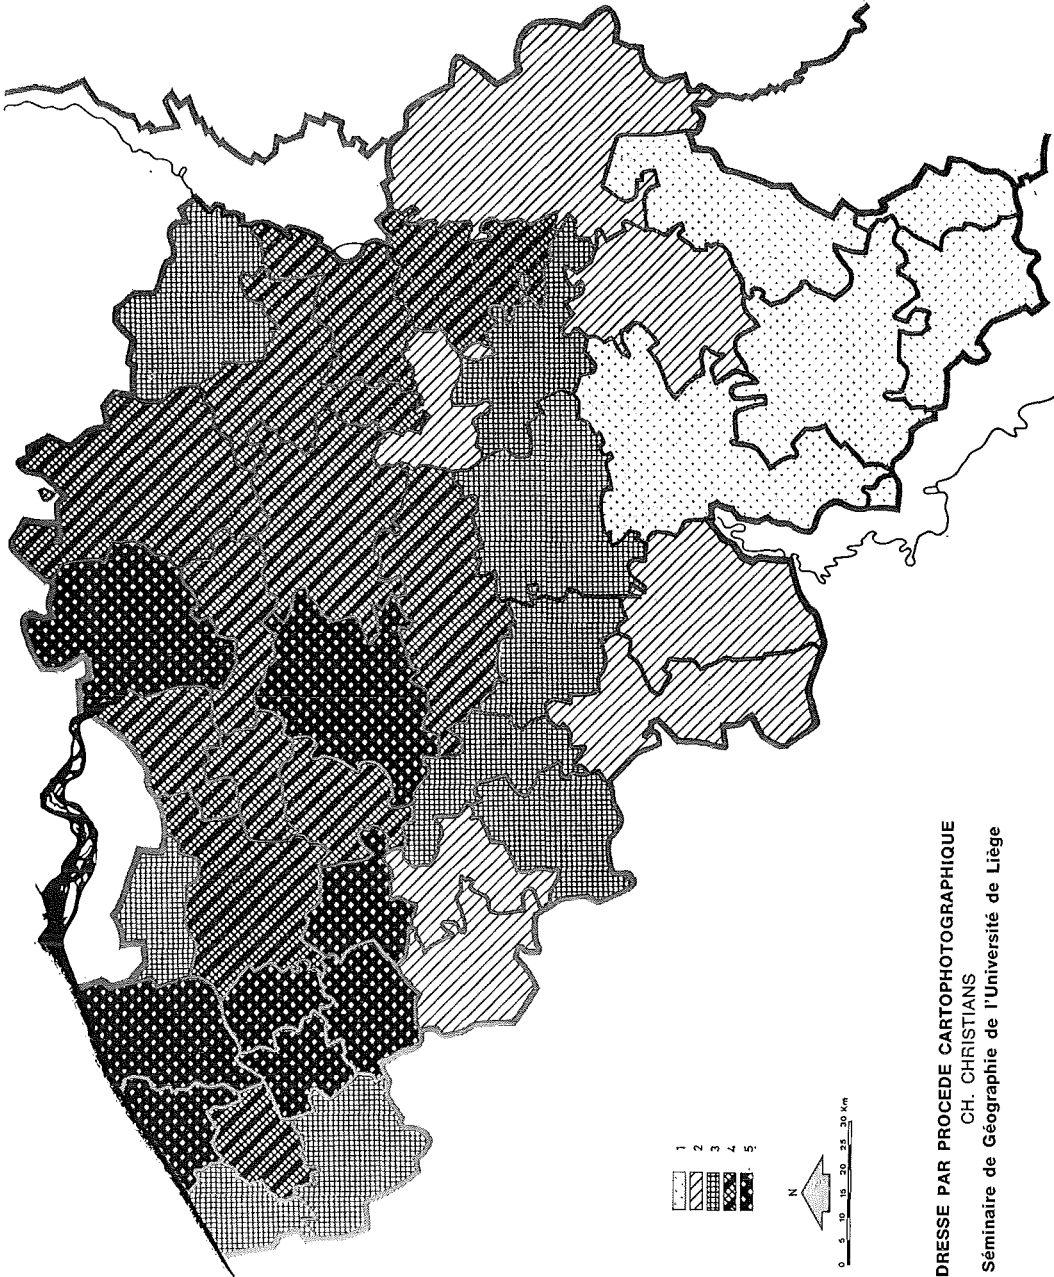 1
2
3
4
5
N
0 5 10 15 20 25 30 Km
DRESSE PAR PROCEDE CARTOPHOTOGRAPHIQUE
CH. CHRISTIANS
Séminaire de Géographie de l'Université de Liège